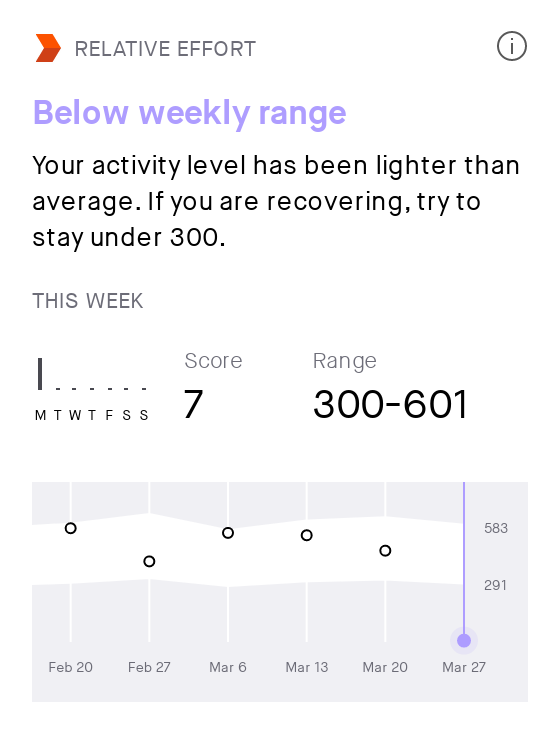 RELATIVE EFFORT
Below weekly range
Your activity level has been lighter than
average. If you are recovering, try to
stay under 300.
THIS WEEK
Score Range
7 300-601
M T W T F S S
583
291
Feb 20 Feb 27 Mar 6 Mar 13 Mar 20 Mar 27